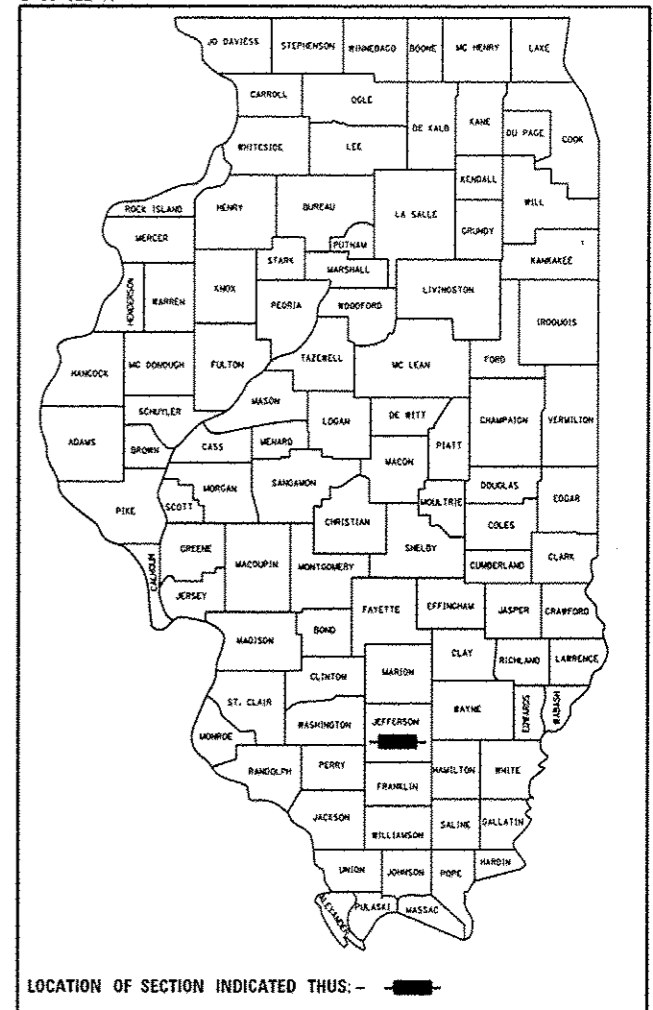 JO DAVIESS STEPHENSON WINNEBAGO BOONE MC HENRY LAKE
CARROLL OGLE DE KALB KANE DU PAGE COOK
WHITESIDE LEE
KENDALL WILL
ROCK ISLAND HENRY BUREAU LA SALLE GRUNDY
MERCER PUTNAM KANKAKEE
STARK MARSHALL
HENDERSON WARREN KNOX PEORIA WOODFORD LIVINGSTON IROQUOIS
HANCOCK MC DONOUGH FULTON TAZEWELL MC LEAN FORD
MASON
SCHUYLER LOGAN DE WITT CHAMPAIGN VERMILION
ADAMS BROWN CASS MENARD PIATT
MACON
PIKE SCOTT MORGAN SANGAMON MOULTRIE DOUGLAS EDGAR
CHRISTIAN COLES
CALHOUN GREENE MACOUPIN MONTGOMERY SHELBY CUMBERLAND CLARK
JERSEY FAYETTE EFFINGHAM JASPER CRAWFORD
MADISON BOND
CLAY RICHLAND LAWRENCE
CLINTON MARION
ST. CLAIR WAYNE EDWARDS WABASH
WASHINGTON JEFFERSON
MONROE
RANDOLPH PERRY HAMILTON WHITE
FRANKLIN
JACKSON WILLIAMSON SALINE GALLATIN
UNION JOHNSON POPE HARDIN
ALEXANDER PULASKI MASSAC
LOCATION OF SECTION INDICATED THUS: -